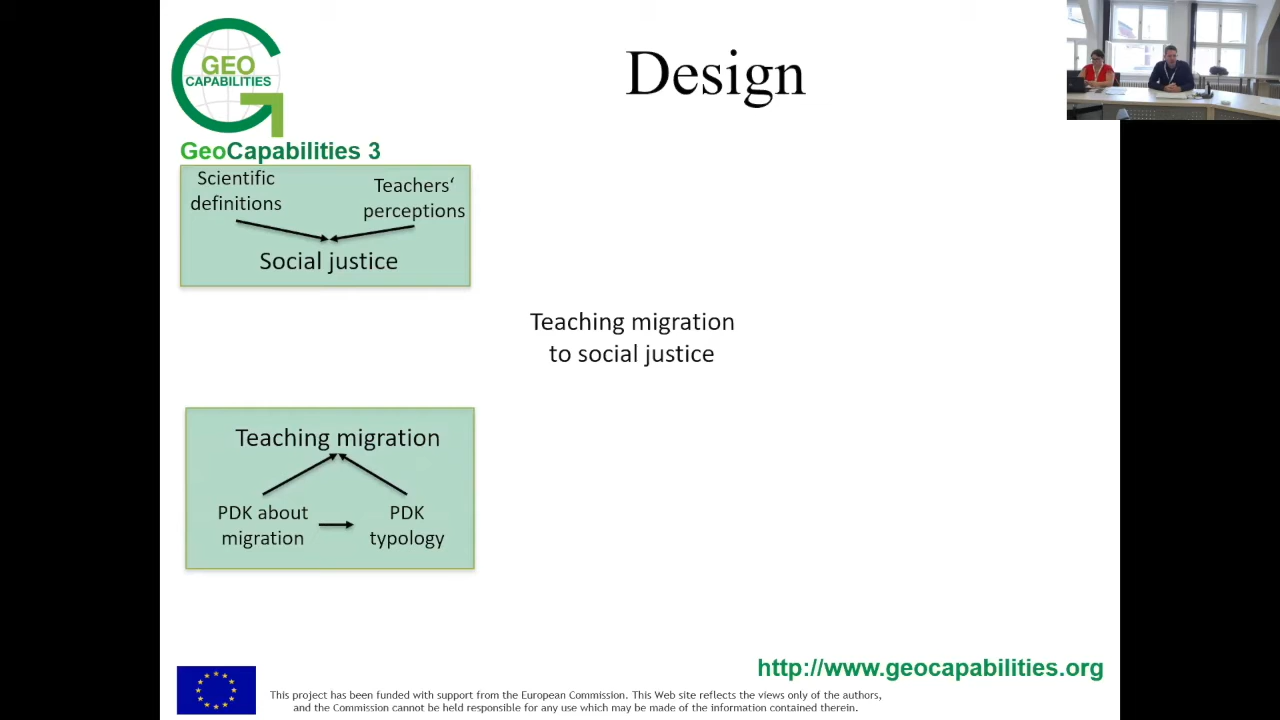 GEO
CAPABILITIES
GeoCapabilities 3
Design
Scientific
definitions
Teachers‘
perceptions
Social justice
Teaching migration
to social justice
Teaching migration
PDK about
migration
PDK
typology
http://www.geocapabilities.org
This project has been funded with support from the European Commission. This Web site reflects the views only of the authors,
and the Commission cannot be held responsible for any use which may be made of the information contained therein.